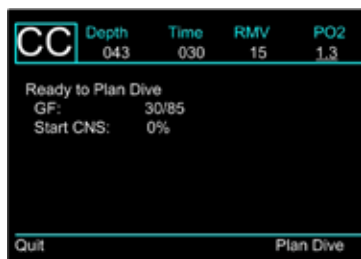 CC Depth Time RMV PO2
043 030 15 1.3
Ready to Plan Dive
GF: 30/85
Start CNS: 0%
Quit Plan Dive